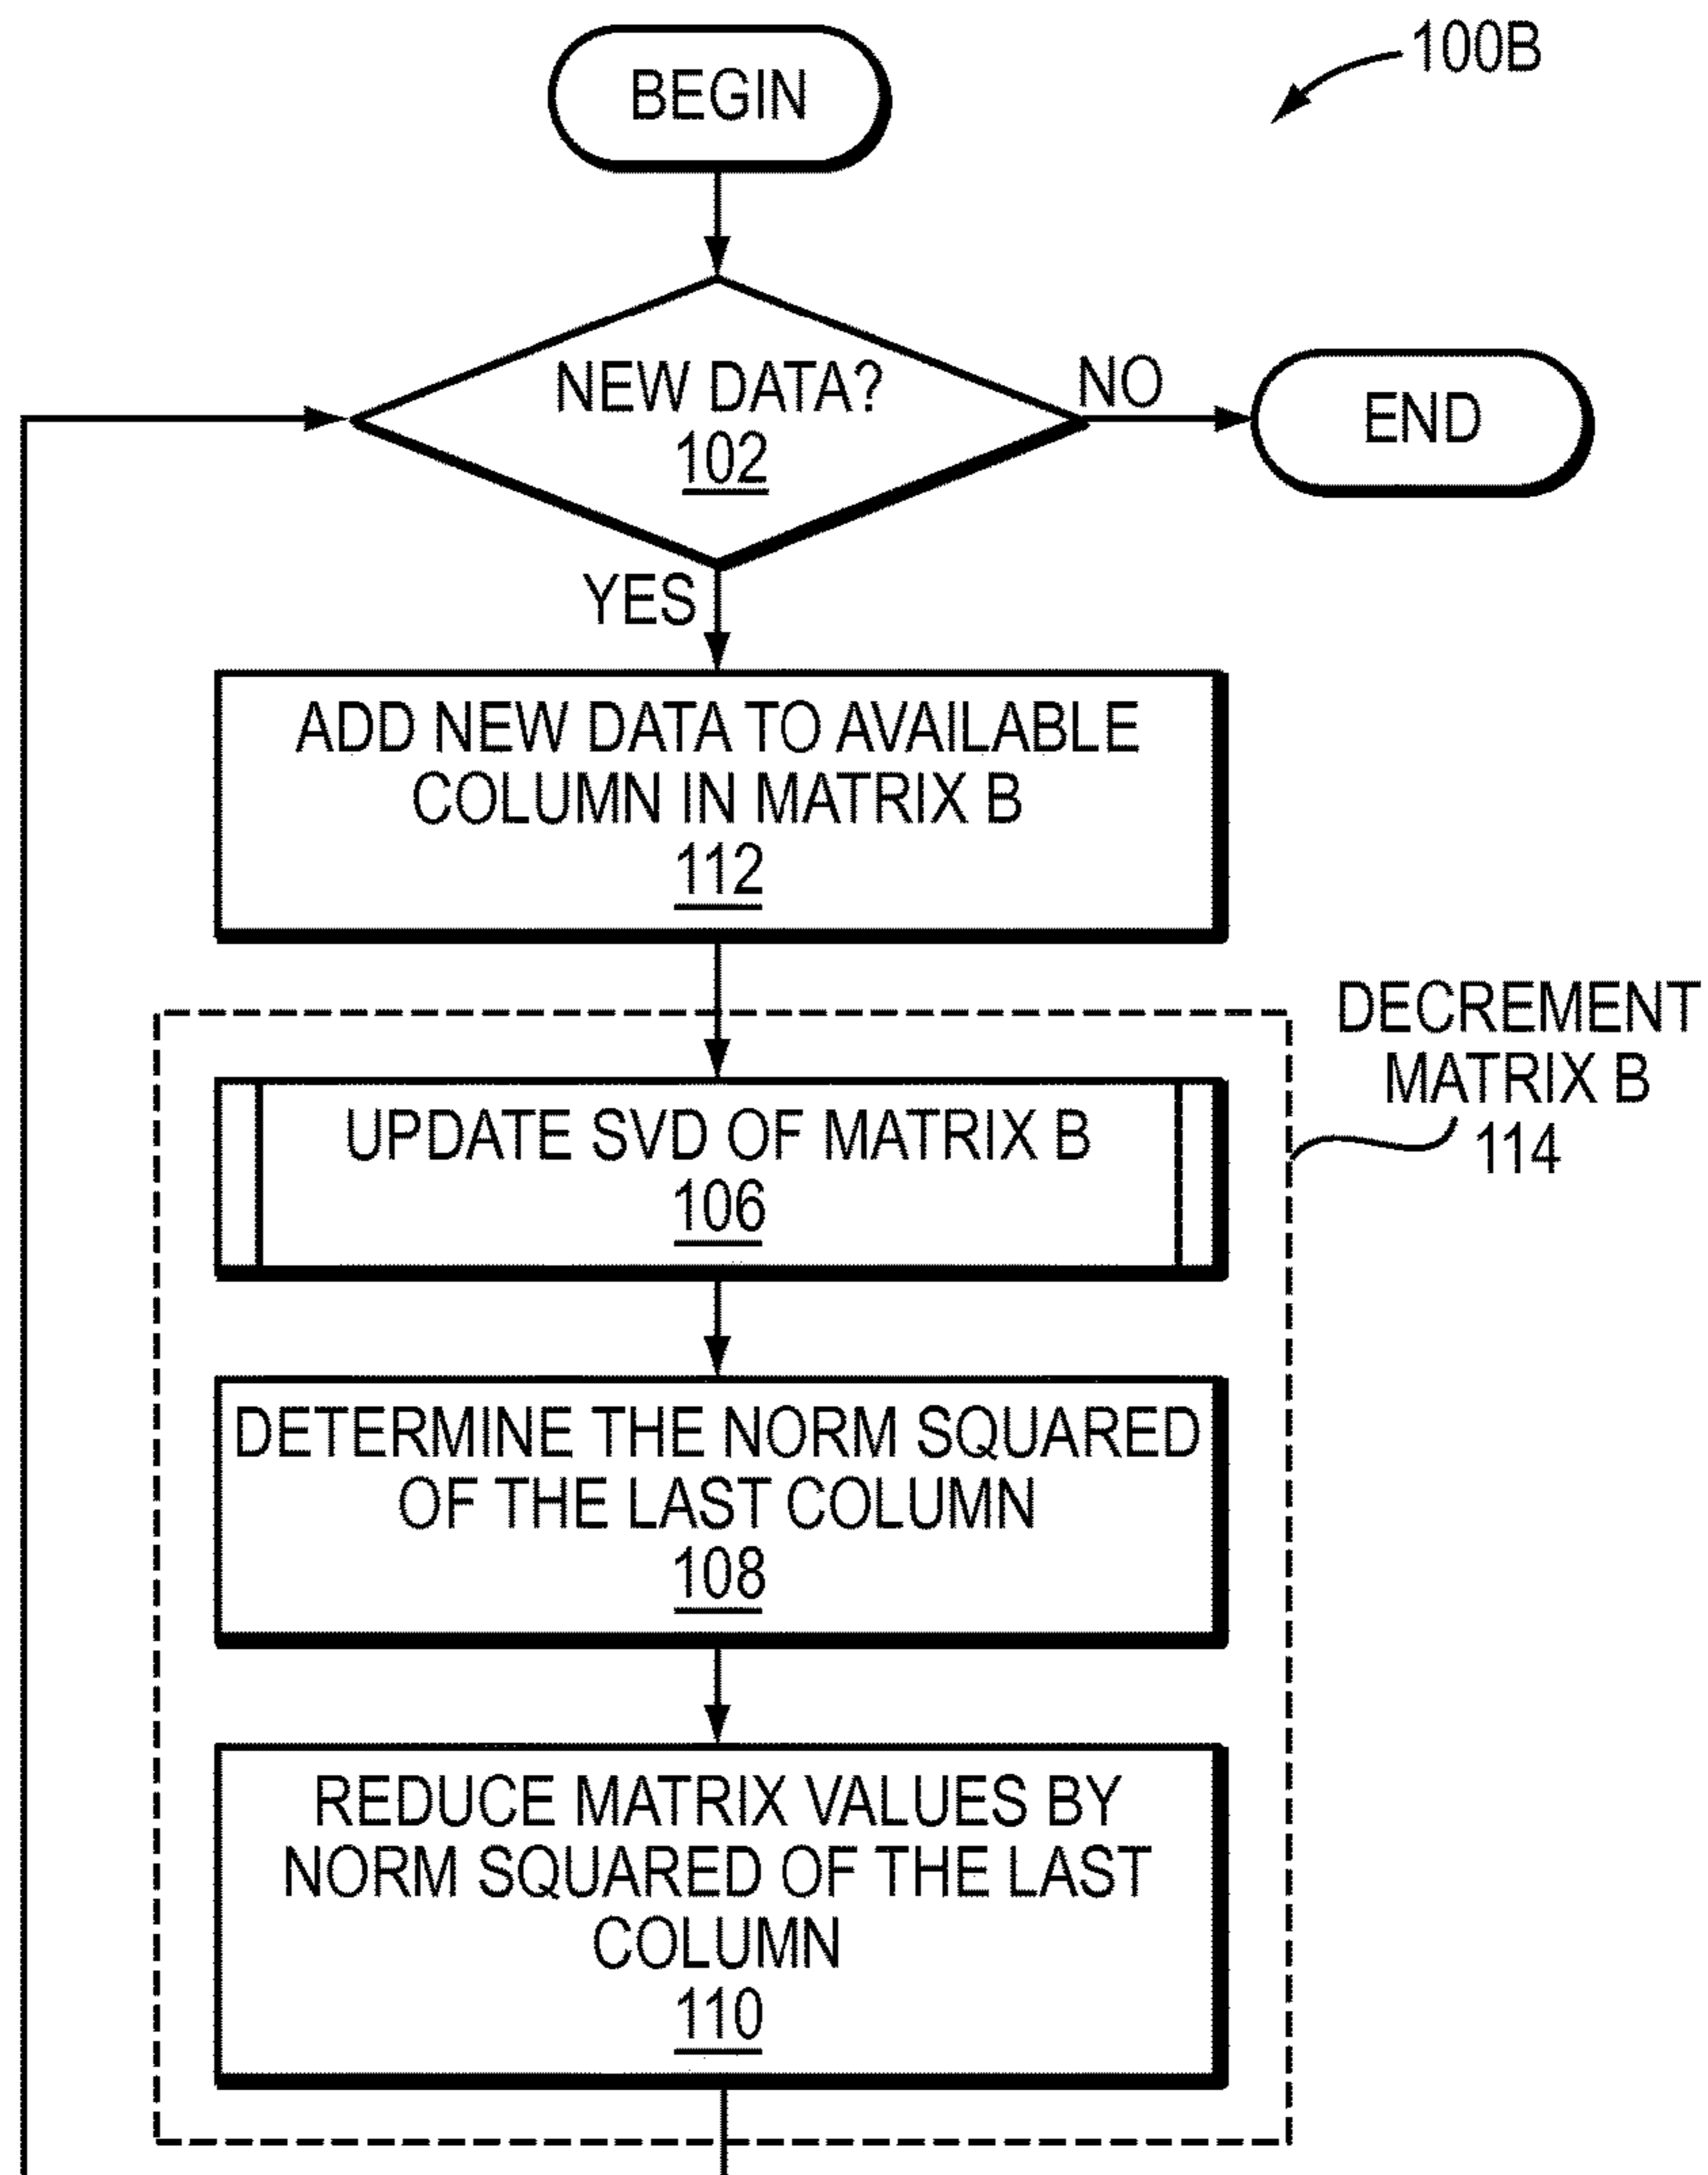 100B
BEGIN
NEW DATA?
102
NO
END
YES
ADD NEW DATA TO AVAILABLE
COLUMN IN MATRIX B
112
DECREMENT
MATRIX B
114
UPDATE SVD OF MATRIX B
106
DETERMINE THE NORM SQUARED
OF THE LAST COLUMN
108
REDUCE MATRIX VALUES BY
NORM SQUARED OF THE LAST
COLUMN
110